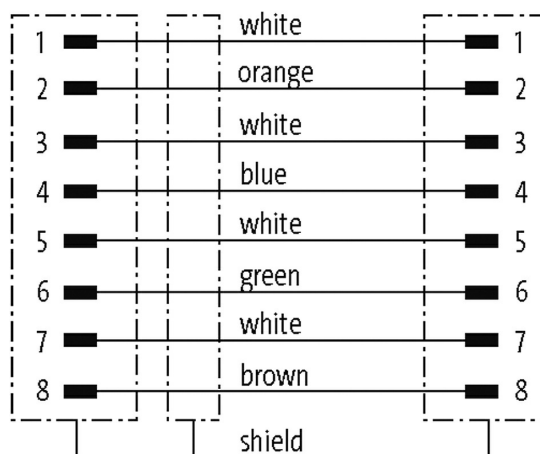 1 white 1
2 orange 2
3 white 3
4 blue 4
5 white 5
6 green 6
7 white 7
8 brown 8
shield